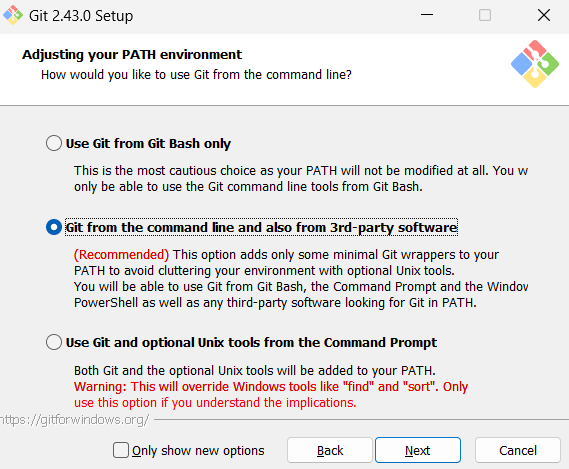 Git 2.43.0 Setup
Adjusting your PATH environment
How would you like to use Git from the command line?
Use Git from Git Bash only
This is the most cautious choice as your PATH will not be modified at all. You w
only be able to use the Git command line tools from Git Bash.
Git from the command line and also from 3rd-party software
(Recommended) This option adds only some minimal Git wrappers to your
PATH to avoid cluttering your environment with optional Unix tools.
You will be able to use Git from Git Bash, the Command Prompt and the Window
PowerShell as well as any third-party software looking for Git in PATH.
Use Git and optional Unix tools from the Command Prompt
Both Git and the optional Unix tools will be added to your PATH.
Warning: This will override Windows tools like "find" and "sort". Only
use this option if you understand the implications.
https://gitforwindows.org/
Only show new options
Back
Next
Cancel